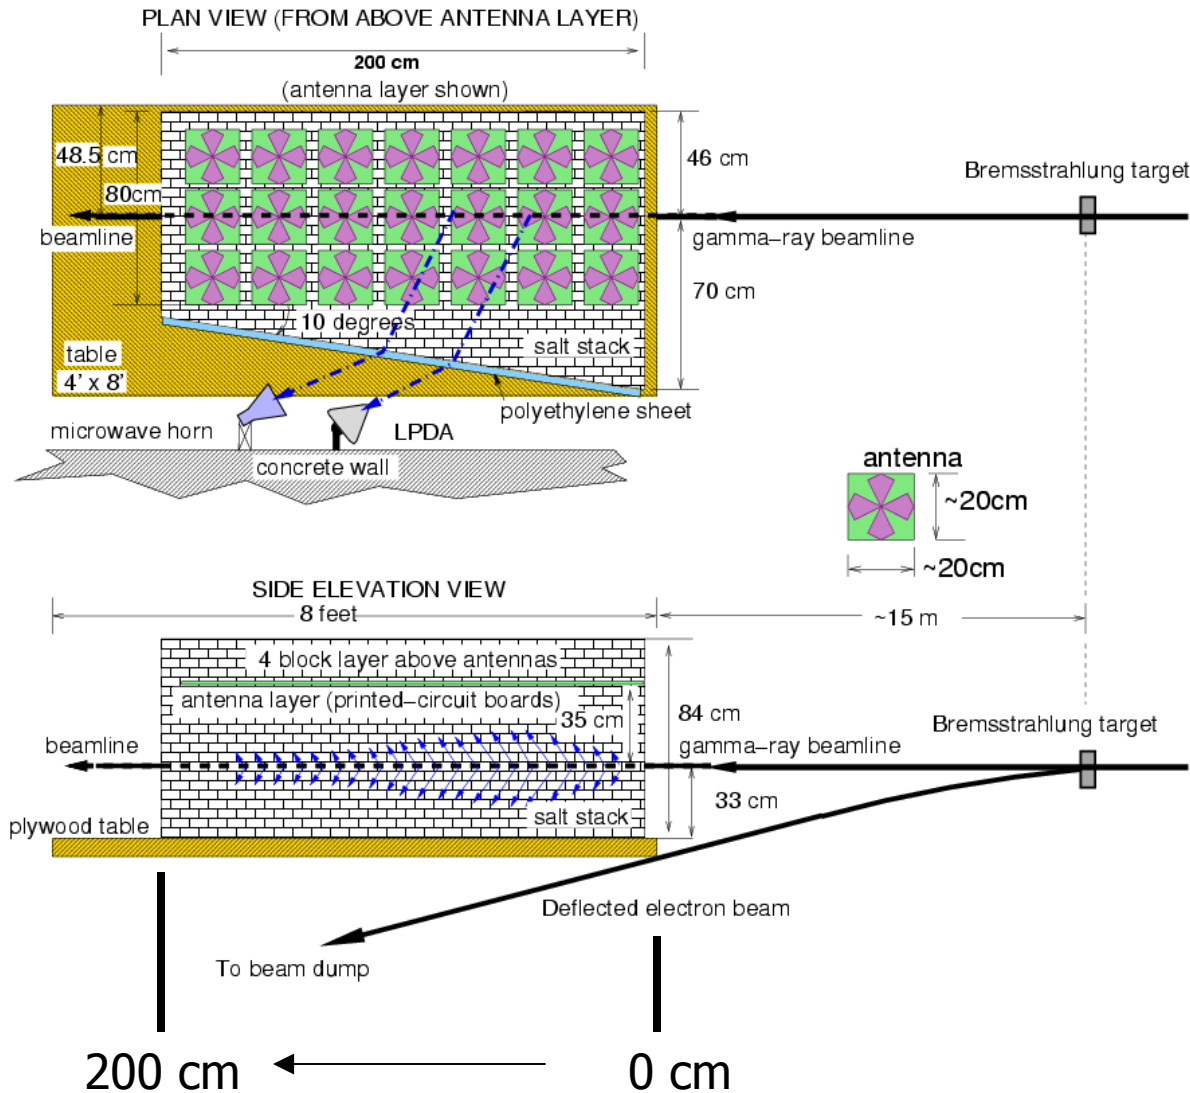 PLAN VIEW (FROM ABOVE ANTENNA LAYER)
200 cm
(antenna layer shown)
48.5 cm
80cm
46 cm
Bremsstrahlung target
beamline
gamma-ray beamline
70 cm
10 degrees
salt stack
table
4' x 8'
polyethylene sheet
microwave horn
LPDA
concrete wall
antenna
~20cm
~20cm
SIDE ELEVATION VIEW
8 feet
~15 m
4 block layer above antennas
antenna layer (printed-circuit boards)
35 cm
84 cm
Bremsstrahlung target
beamline
gamma-ray beamline
33 cm
salt stack
plywood table
Deflected electron beam
To beam dump
200 cm
0 cm